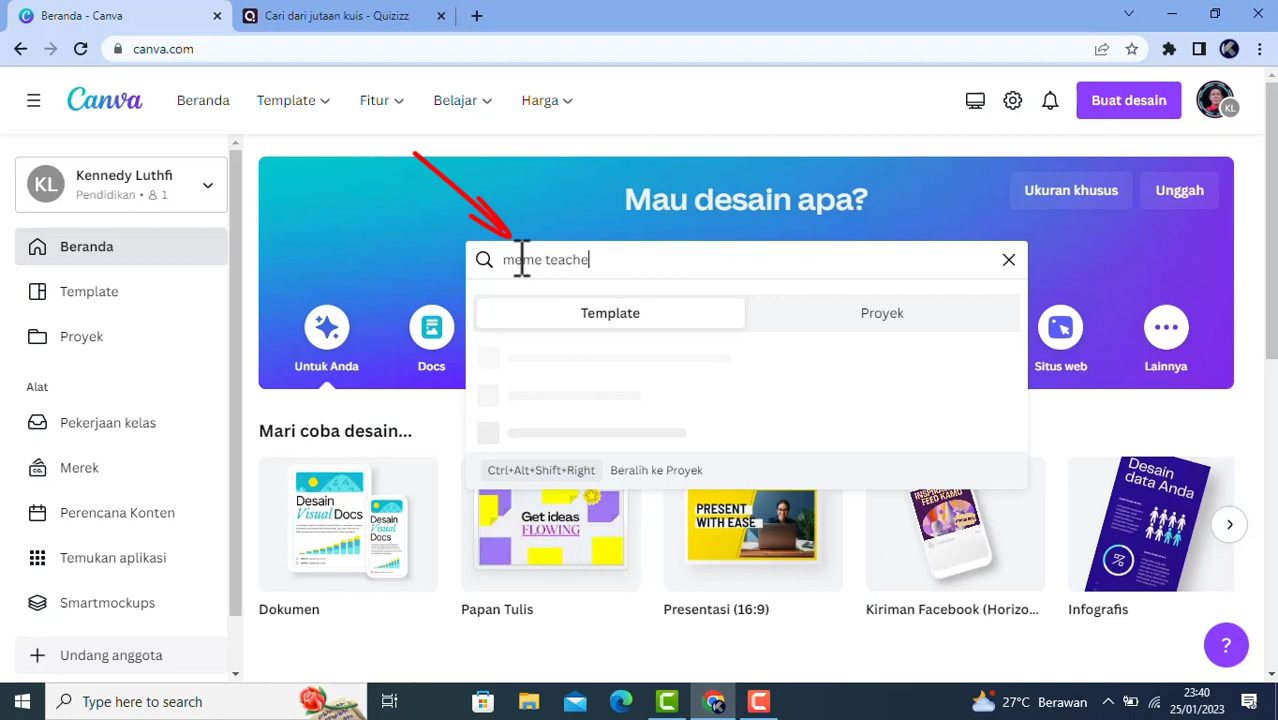 Beranda - Canva
Cari dari jutaan kuis - Quizizz
canva.com
Canva
Beranda
Template
Fitur
Belajar
Harga
Buat desain
KL
KL
Kennedy Luthfi
Pendidikan • 1
Mau desain apa?
Ukuran khusus
Unggah
Beranda
meme teache
Template
Template
Proyek
Proyek
Untuk Anda
Docs
Situs web
Lainnya
Alat
Pekerjaan kelas
Mari coba desain...
Merek
Ctrl+Alt+Shift+Right
Beralih ke Proyek
Desain
Visual Docs
Desain
Visual Docs
Get ideas
FLOWING
PRESENT
WITH EASE
INSPIRASI
FEED KAMU
Desain
data Anda
Perencana Konten
Temukan aplikasi
Smartmockups
Dokumen
Papan Tulis
Presentasi (16:9)
Kiriman Facebook (Horizo...
Infografis
Undang anggota
?
Type here to search
27°C Berawan
23:40
25/01/2023